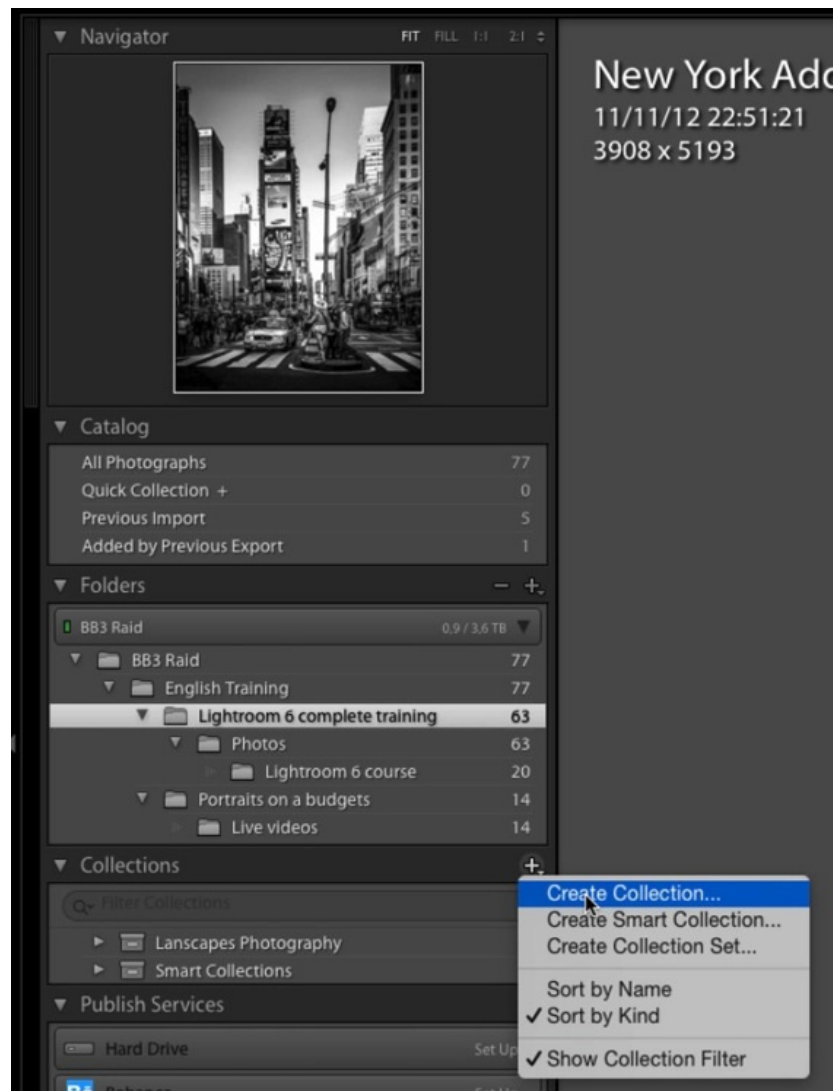 Navigator FIT FILL 1:1 2:1
New York Add
11/11/12 22:51:21
3908 x 5193
Catalog
All Photographs 77
Quick Collection + 0
Previous Import 5
Added by Previous Export 1
Folders − +
BB3 Raid 0,9 / 3,6 TB
BB3 Raid 77
English Training 77
Lightroom 6 complete training 63
Photos 63
Lightroom 6 course 20
Portraits on a budgets 14
Live videos 14
Collections +
Filter Collections
Lanscapes Photography
Smart Collections
Create Collection...
Create Smart Collection...
Create Collection Set...
Sort by Name
✓ Sort by Kind
✓ Show Collection Filter
Publish Services
Hard Drive Set Up
Bē Behance Set Up